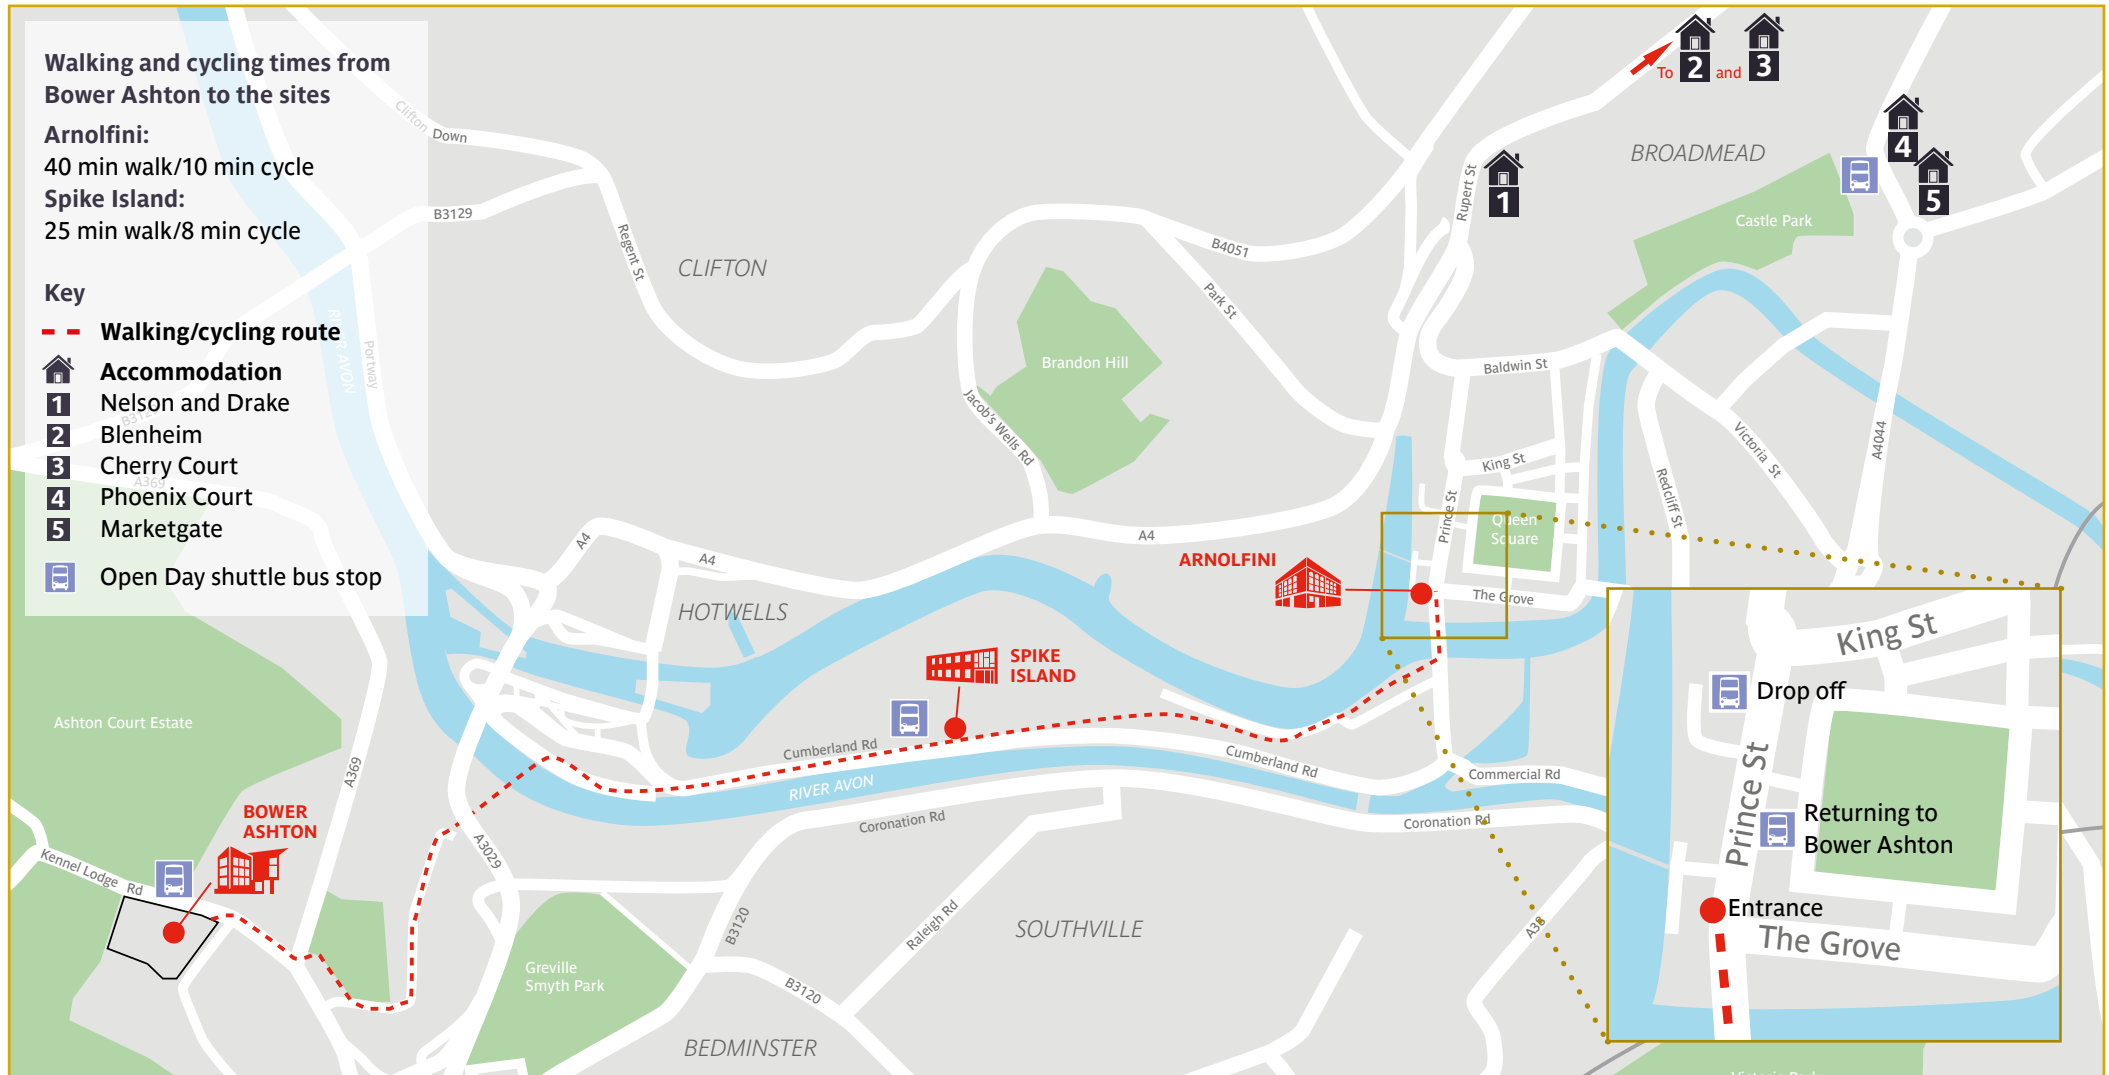 Walking and cycling times from
Bower Ashton to the sites
Arnolfini:
40 min walk/10 min cycle
Spike Island:
25 min walk/8 min cycle
Key
Walking/cycling route
Accommodation
1 Nelson and Drake
2 Blenheim
3 Cherry Court
4 Phoenix Court
5 Marketgate
Open Day shuttle bus stop
Clifton Down
B3129
RIVER AVON
Portway
A369
Regent St
CLIFTON
B4051
Park St
Brandon Hill
Jacob's Wells Rd
Rupert St
1
To 2 and 3
BROADMEAD
4
5
Castle Park
Baldwin St
King St
Prince St
Queen
Square
The Grove
Redcliff St
Victoria St
A4044
A4
A4
A4
HOTWELLS
ARNOLFINI
SPIKE
ISLAND
Cumberland Rd
RIVER AVON
Cumberland Rd
Commercial Rd
Coronation Rd
Coronation Rd
Ashton Court Estate
A369
BOWER
ASHTON
Kennel Lodge Rd
A3029
Greville
Smyth Park
B3120
B3120
Raleigh Rd
SOUTHVILLE
BEDMINSTER
A38
King St
Drop off
Prince St
Returning to
Bower Ashton
Entrance
The Grove